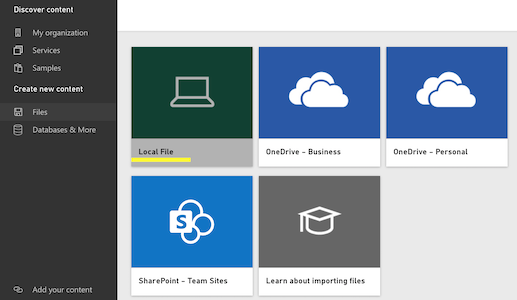 Discover content
My organization
Services
Samples
Create new content
Files
Databases & More
Add your content
Local File
OneDrive – Business
OneDrive – Personal
S
SharePoint – Team Sites
Learn about importing files